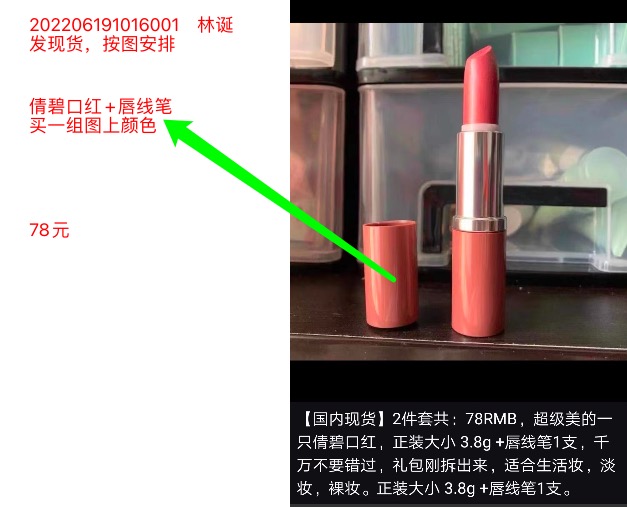 202206191016001 林诞
发现货，按图安排
倩碧口红+唇线笔
买一组图上颜色
78元
【国内现货】2件套共：78RMB，超级美的一
只倩碧口红，正装大小 3.8g +唇线笔1支，千
万不要错过，礼包刚拆出来，适合生活妆，淡
妆，裸妆。正装大小 3.8g +唇线笔1支。